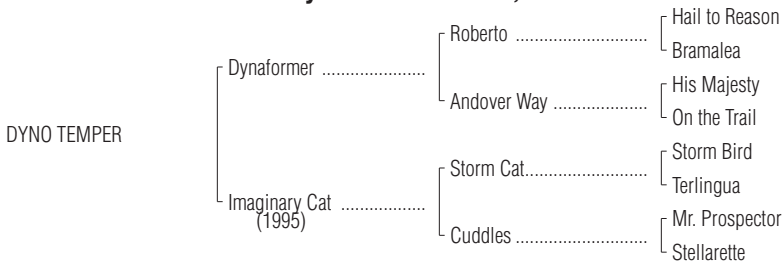 Hail to Reason
Roberto ............................
Bramalea
Dynaformer ......................
His Majesty
Andover Way ....................
On the Trail
DYNO TEMPER
Storm Bird
Storm Cat..........................
Terlingua
Imaginary Cat ..................
(1995)
Mr. Prospector
Cuddles ............................
Stellarette